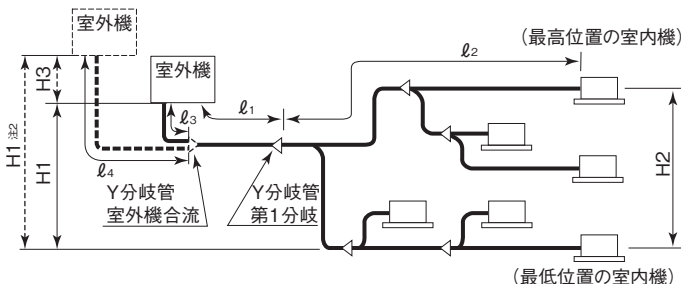 室外機
室外機
(最高位置の室内機)
ℓ2
H3
ℓ1
ℓ3
H1 注2
H1
ℓ4
H2
Y分岐管
室外機合流
Y分岐管
第1分岐
(最低位置の室内機)